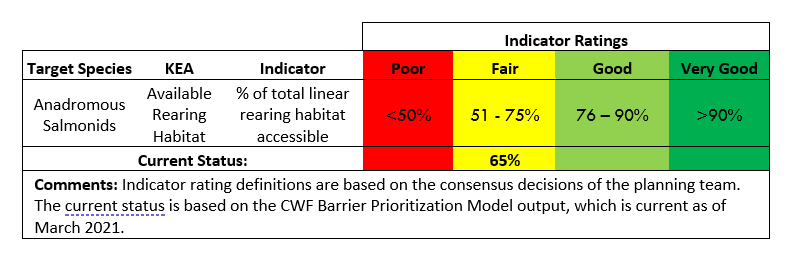 Indicator Ratings
Target Species KEA Indicator Poor Fair Good Very Good
Anadromous Salmonids Available Rearing Habitat % of total linear rearing habitat accessible <50% 51 - 75% 76 – 90% >90%
Current Status: 65%
Comments: Indicator rating definitions are based on the consensus decisions of the planning team.
The current status is based on the CWF Barrier Prioritization Model output, which is current as of
March 2021.